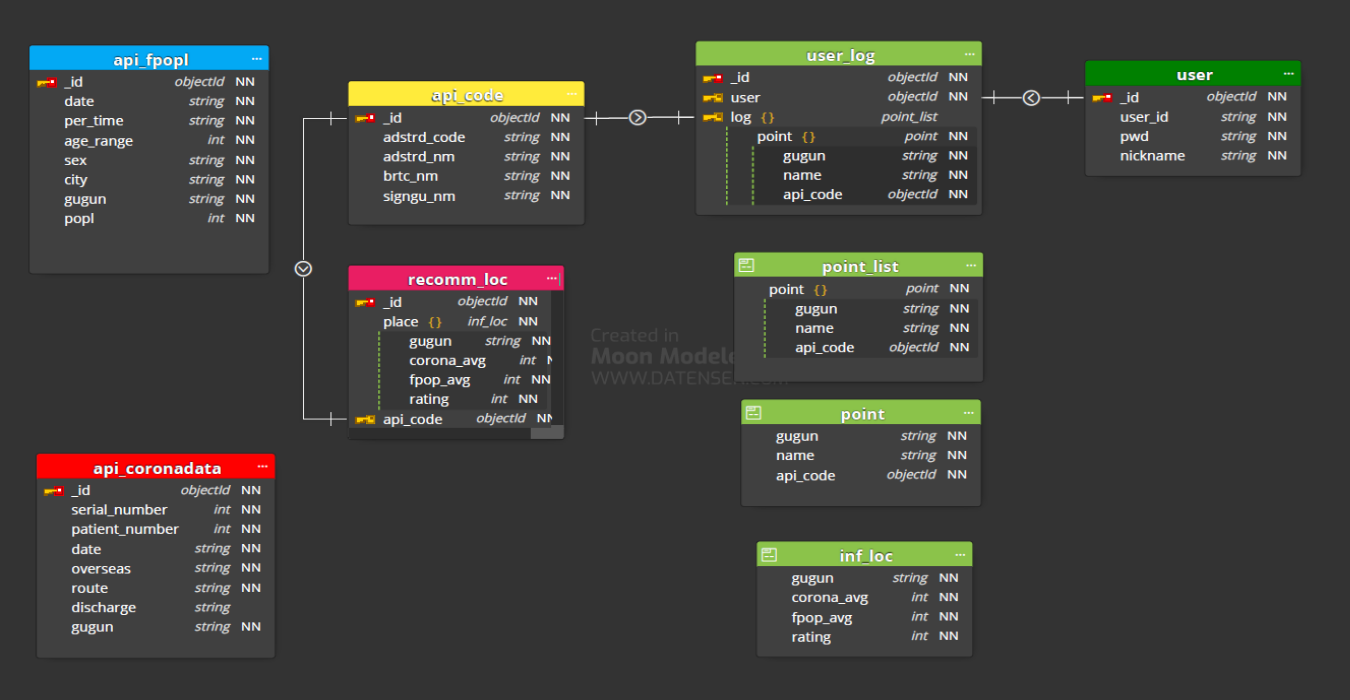 api_fpopl ...
_id objectId NN
date string NN
per_time string NN
age_range int NN
sex string NN
city string NN
gugun string NN
popl int NN
api_code ...
_id objectId NN
adstrd_code string NN
adstrd_nm string NN
brtc_nm string NN
signgu_nm string NN
user_log ...
_id objectId NN
user objectId NN
log {} point_list
point {} point NN
gugun string NN
name string NN
api_code objectId NN
user ...
_id objectId NN
user_id string NN
pwd string NN
nickname string NN
recomm_loc ...
_id objectId NN
place {} inf_loc NN
gugun string NN
corona_avg int
fpop_avg int NN
rating int NN
api_code objectId NN
Created in
Moon
WWW.DATENSEN.COM
point_list ...
point {} point NN
gugun string NN
name string NN
api_code objectId NN
point ...
gugun string NN
name string NN
api_code objectId NN
api_coronadata ...
_id objectId NN
serial_number int NN
patient_number int NN
date string NN
overseas string NN
route string NN
discharge string
gugun string NN
inf_loc ...
gugun string NN
corona_avg int NN
fpop_avg int NN
rating int NN